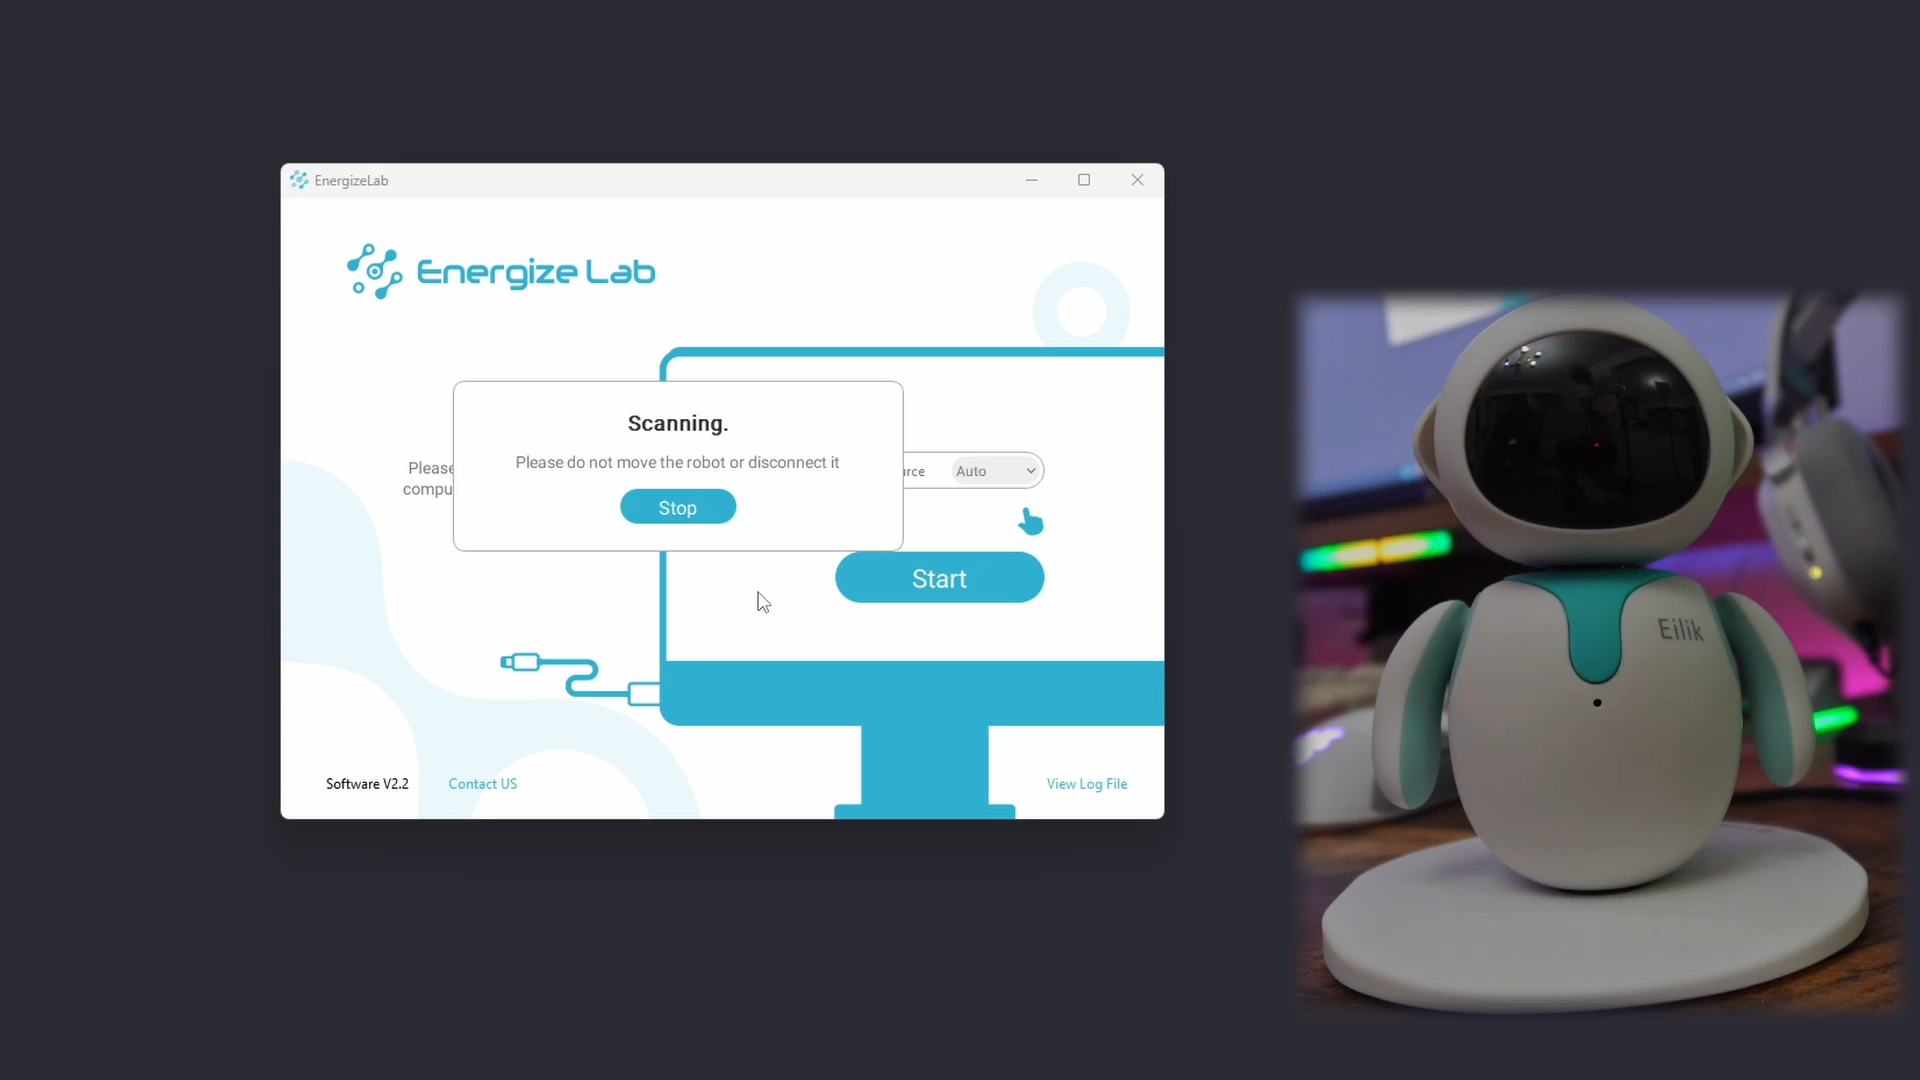 EnergizeLab
Energize Lab
Scanning.
Please do not move the robot or disconnect it
Stop
Please
compu
urce
Auto
Start
Eilik
Software V2.2
Contact US
View Log File